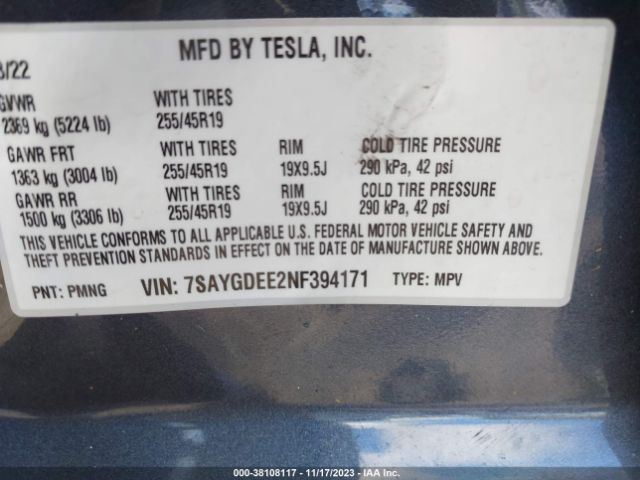 MFD BY TESLA, INC.
/22
GVWR WITH TIRES
2369 kg (5224 lb) 255/45R19
GAWR FRT WITH TIRES RIM COLD TIRE PRESSURE
1363 kg (3004 lb) 255/45R19 19X9.5J 290 kPa, 42 psi
GAWR RR WITH TIRES RIM COLD TIRE PRESSURE
1500 kg (3306 lb) 255/45R19 19X9.5J 290 kPa, 42 psi
THIS VEHICLE CONFORMS TO ALL APPLICABLE U.S. FEDERAL MOTOR VEHICLE SAFETY AND
THEFT PREVENTION STANDARDS IN EFFECT ON THE DATE OF MANUFACTURE SHOWN ABOVE.
PNT: PMNG VIN: 7SAYGDEE2NF394171 TYPE: MPV
000-38108117 - 11/17/2023 - IAA Inc.